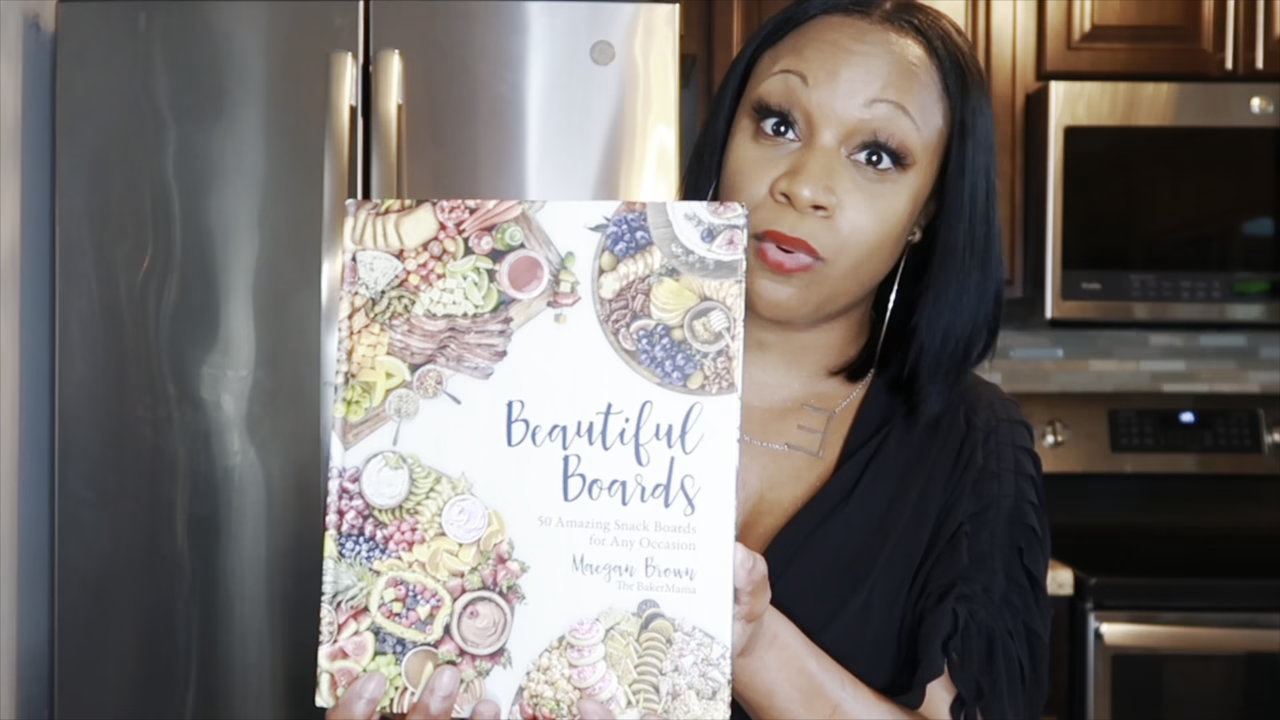 Beautiful
Boards
50 Amazing Snack Boards
for Any Occasion
Maegan Brown
The BakerMama